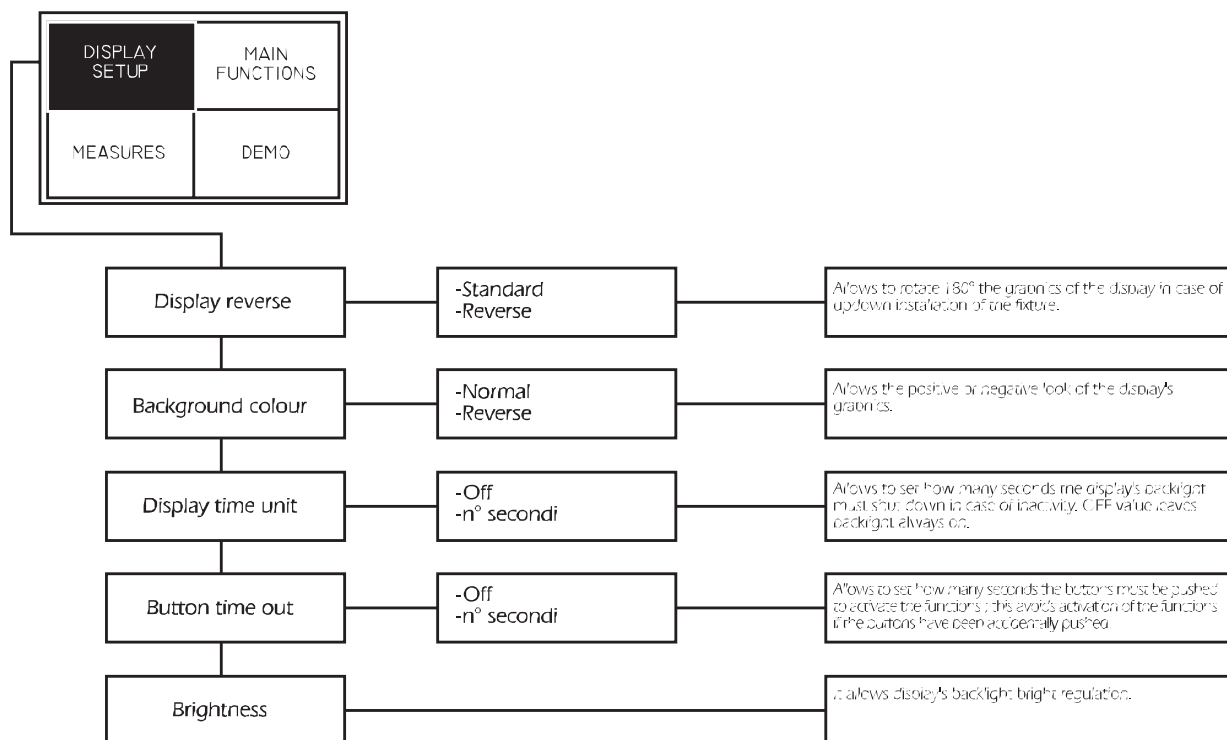 DISPLAY
SETUP
MAIN
FUNCTIONS
MEASURES
DEMO
Display reverse
-Standard
-Reverse
Allows to rotate 180° the graphics of the display in case of
updown installation of the fixture.
Background colour
-Normal
-Reverse
Allows the positive or negative look of the display's
graphics.
Display time unit
-Off
-n° secondi
Allows to set how many seconds the display's backlight
must shut down in case of inactivity. OFF value leaves
backlight always on.
Button time out
-Off
-n° secondi
Allows to set how many seconds the buttons must be pushed
to activate the functions ; this avoids activation of the functions
if the buttons have been accidentally pushed.
Brightness
It allows display's backlight bright regulation.